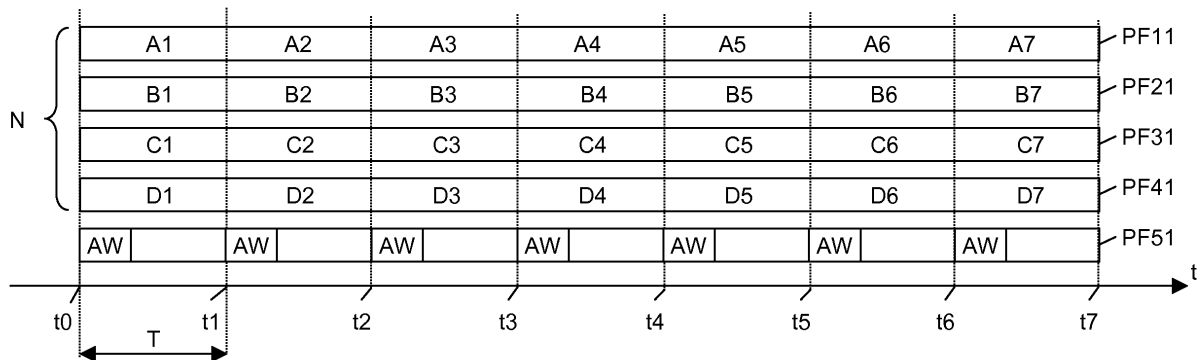 A1 A2 A3 A4 A5 A6 A7 PF11
B1 B2 B3 B4 B5 B6 B7 PF21
N
C1 C2 C3 C4 C5 C6 C7 PF31
D1 D2 D3 D4 D5 D6 D7 PF41
AW AW AW AW AW AW AW PF51
t
t0 t1 t2 t3 t4 t5 t6 t7
T